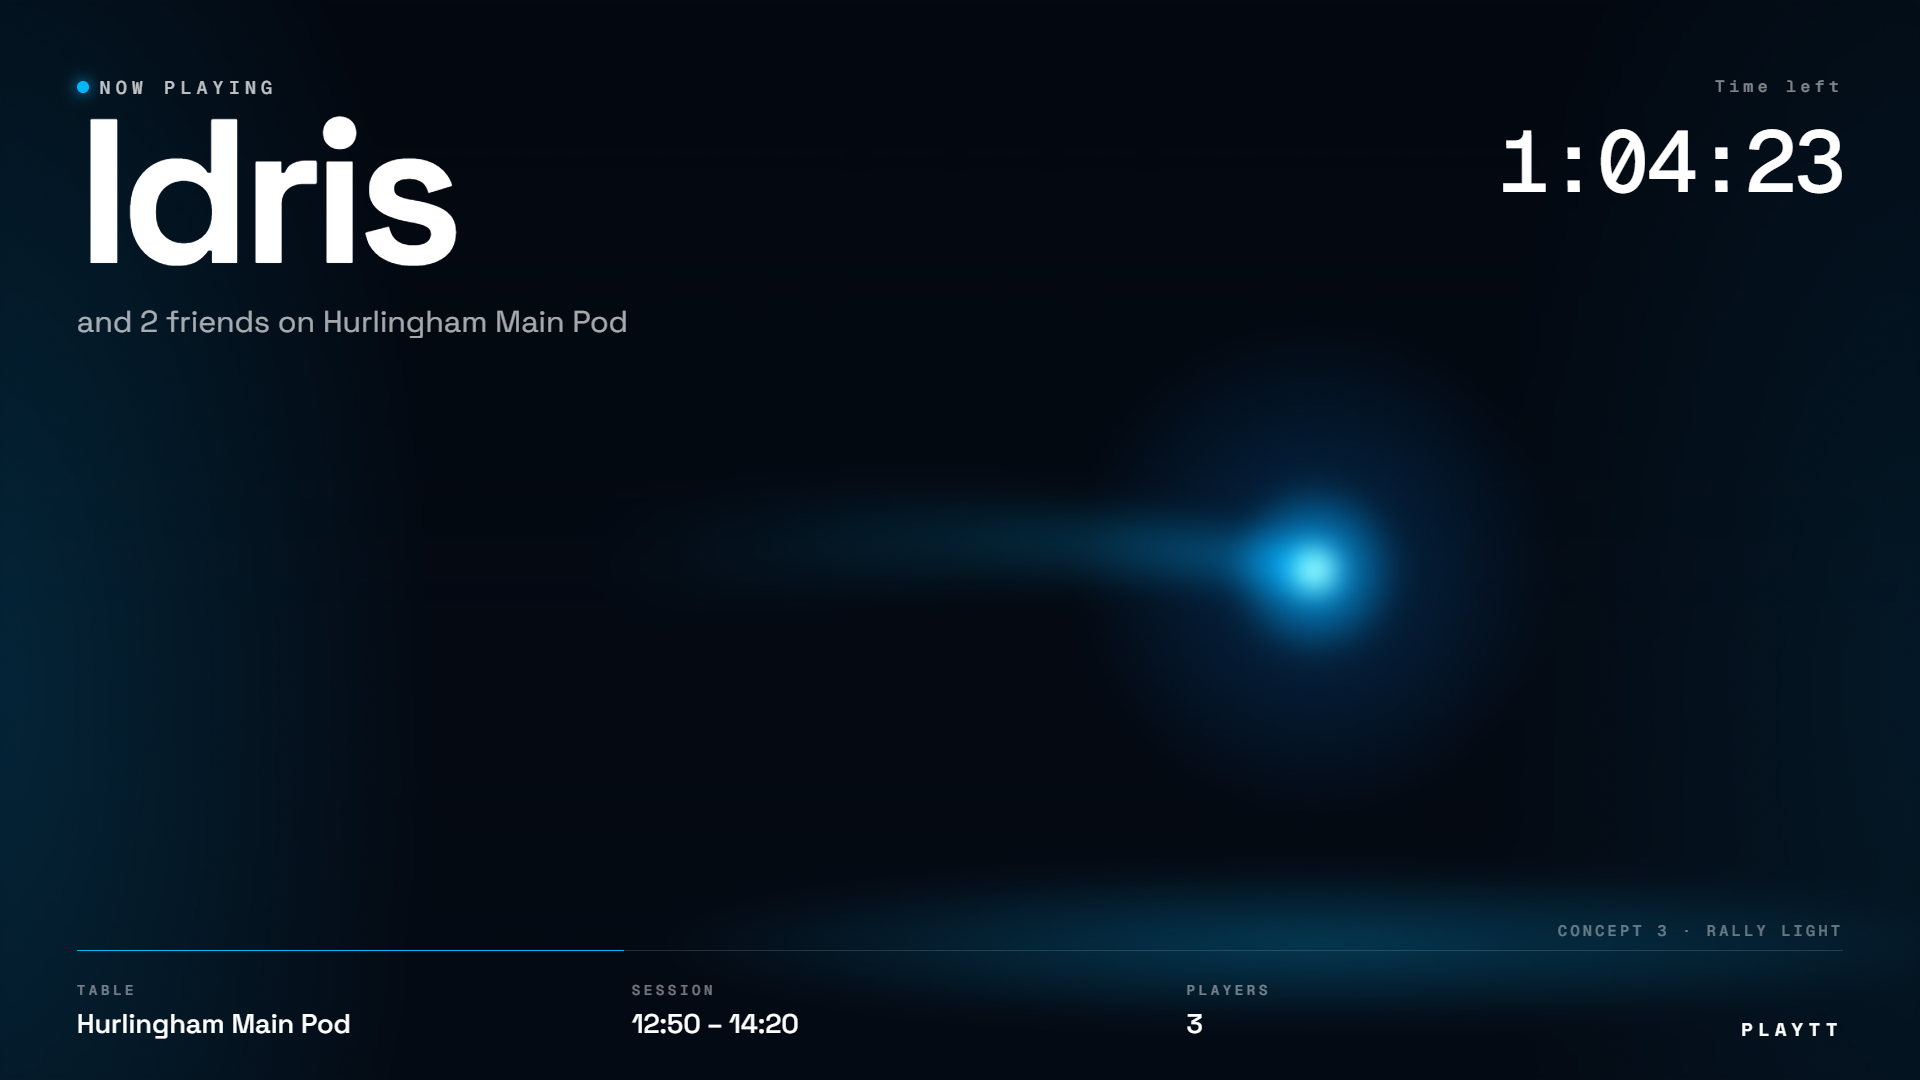 NOW PLAYING
Idris
and 2 friends on Hurlingham Main Pod
Time left
1:04:23
CONCEPT 3 · RALLY LIGHT
TABLE
Hurlingham Main Pod
SESSION
12:50 – 14:20
PLAYERS
3
PLAYTT